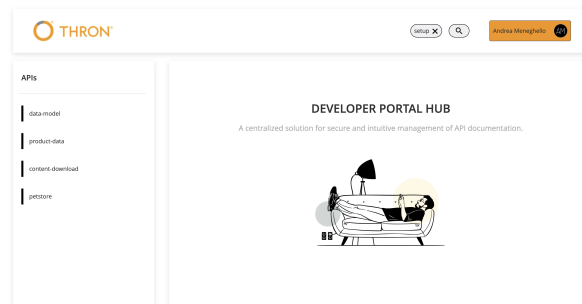 THRON
setup
Andrea Meneghello
AM
APIs
DEVELOPER PORTAL HUB
data-model
A centralized solution for secure and intuitive management of API documentation.
product-data
content-download
petstore